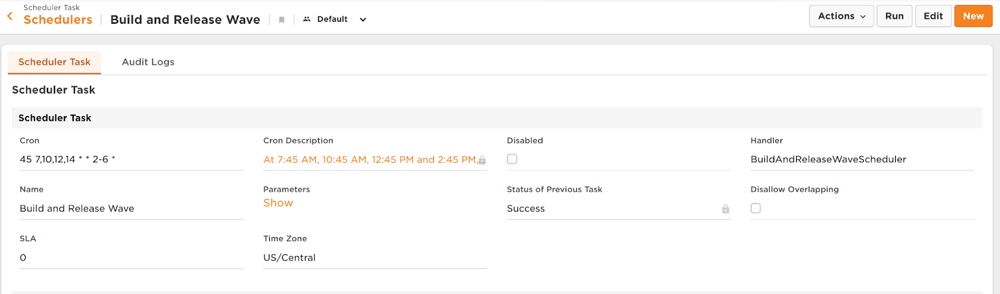 Scheduler Task
Schedulers Build and Release Wave Default Actions Run Edit New
Scheduler Task Audit Logs
Scheduler Task
Scheduler Task
Cron Cron Description Disabled Handler
45 7,10,12,14 * * 2-6 * At 7:45 AM, 10:45 AM, 12:45 PM and 2:45 PM,... BuildAndReleaseWaveScheduler
Name Parameters Status of Previous Task Disallow Overlapping
Show
Build and Release Wave Success
SLA Time Zone
0 US/Central